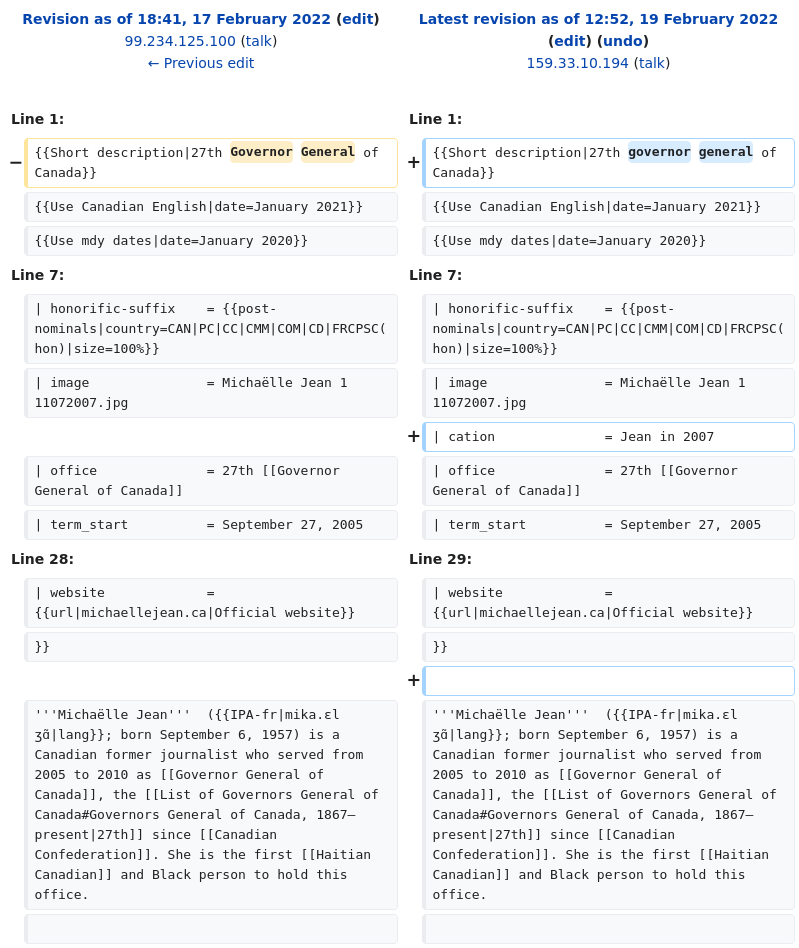 Revision as of 18:41, 17 February 2022 (edit)
99.234.125.100 (talk)
← Previous edit
Latest revision as of 12:52, 19 February 2022
(edit) (undo)
159.33.10.194 (talk)
Line 1:
Line 1:
−
{{Short description|27th Governor General of
Canada}}
+
{{Short description|27th governor general of
Canada}}
{{Use Canadian English|date=January 2021}}
{{Use Canadian English|date=January 2021}}
{{Use mdy dates|date=January 2020}}
{{Use mdy dates|date=January 2020}}
Line 7:
Line 7:
| honorific-suffix    = {{post-
nominals|country=CAN|PC|CC|CMM|COM|CD|FRCPSC(
hon)|size=100%}}
| honorific-suffix    = {{post-
nominals|country=CAN|PC|CC|CMM|COM|CD|FRCPSC(
hon)|size=100%}}
| image               = Michaëlle Jean 1
11072007.jpg
| image               = Michaëlle Jean 1
11072007.jpg
+
| cation              = Jean in 2007
| office              = 27th [[Governor
General of Canada]]
| office              = 27th [[Governor
General of Canada]]
| term_start          = September 27, 2005
| term_start          = September 27, 2005
Line 28:
Line 29:
| website             =
{{url|michaellejean.ca|Official website}}
| website             =
{{url|michaellejean.ca|Official website}}
}}
}}
+
'''Michaëlle Jean'''  ({{IPA-fr|mika.ɛl
ʒɑ̃|lang}}; born September 6, 1957) is a
Canadian former journalist who served from
2005 to 2010 as [[Governor General of
Canada]], the [[List of Governors General of
Canada#Governors General of Canada, 1867–
present|27th]] since [[Canadian
Confederation]]. She is the first [[Haitian
Canadian]] and Black person to hold this
office.
'''Michaëlle Jean'''  ({{IPA-fr|mika.ɛl
ʒɑ̃|lang}}; born September 6, 1957) is a
Canadian former journalist who served from
2005 to 2010 as [[Governor General of
Canada]], the [[List of Governors General of
Canada#Governors General of Canada, 1867–
present|27th]] since [[Canadian
Confederation]]. She is the first [[Haitian
Canadian]] and Black person to hold this
office.